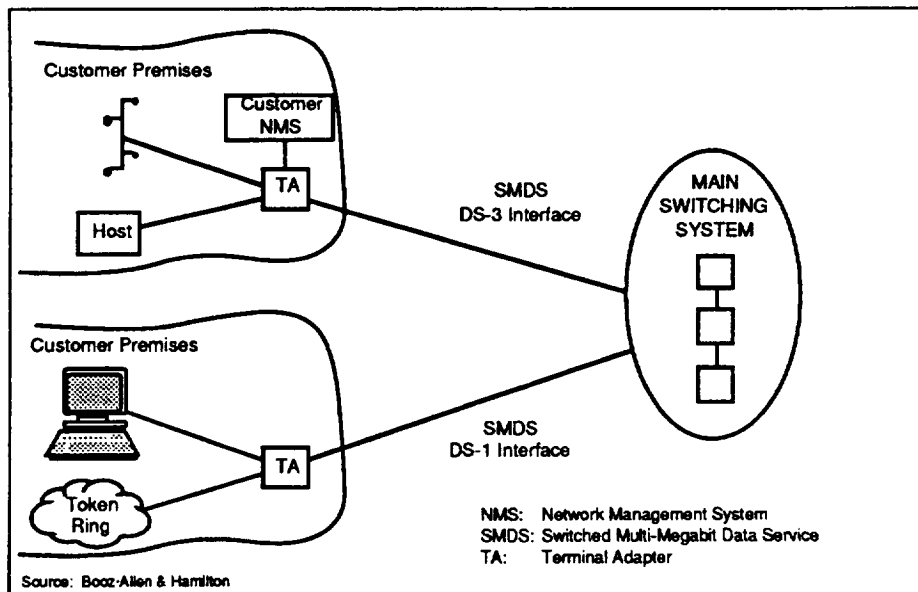 Customer Premises
Customer
NMS
TA
Host
SMDS
DS-3 Interface
MAIN
SWITCHING
SYSTEM
Customer Premises
TA
Token
Ring
SMDS
DS-1 Interface
NMS: Network Management System
SMDS: Switched Multi-Megabit Data Service
TA: Terminal Adapter
Source: Booz-Allen & Hamilton